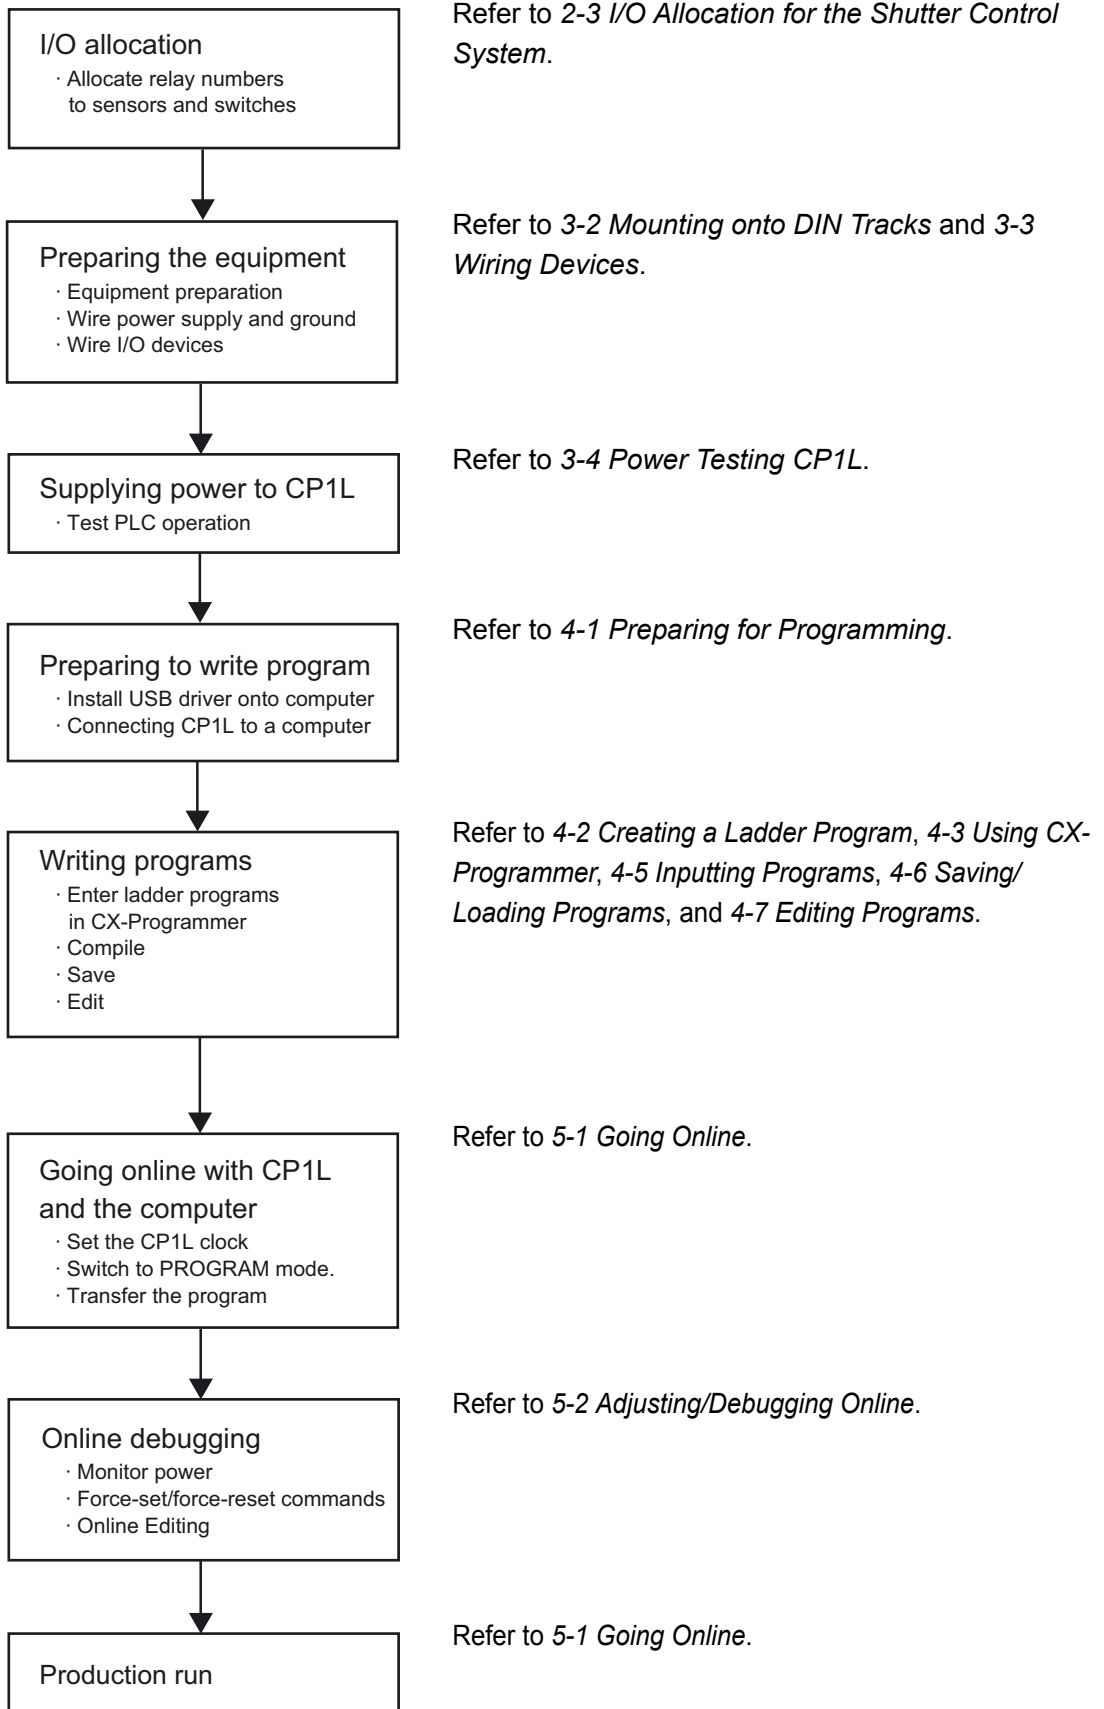 Refer to 2-3 I/O Allocation for the Shutter Control
System.
I/O allocation
· Allocate relay numbers
to sensors and switches
Refer to 3-2 Mounting onto DIN Tracks and 3-3
Wiring Devices.
Preparing the equipment
· Equipment preparation
· Wire power supply and ground
· Wire I/O devices
Refer to 3-4 Power Testing CP1L.
Supplying power to CP1L
· Test PLC operation
Refer to 4-1 Preparing for Programming.
Preparing to write program
· Install USB driver onto computer
· Connecting CP1L to a computer
Refer to 4-2 Creating a Ladder Program, 4-3 Using CX-
Programmer, 4-5 Inputting Programs, 4-6 Saving/
Loading Programs, and 4-7 Editing Programs.
Writing programs
· Enter ladder programs
in CX-Programmer
· Compile
· Save
· Edit
Refer to 5-1 Going Online.
Going online with CP1L
and the computer
· Set the CP1L clock
· Switch to PROGRAM mode.
· Transfer the program
Refer to 5-2 Adjusting/Debugging Online.
Online debugging
· Monitor power
· Force-set/force-reset commands
· Online Editing
Refer to 5-1 Going Online.
Production run